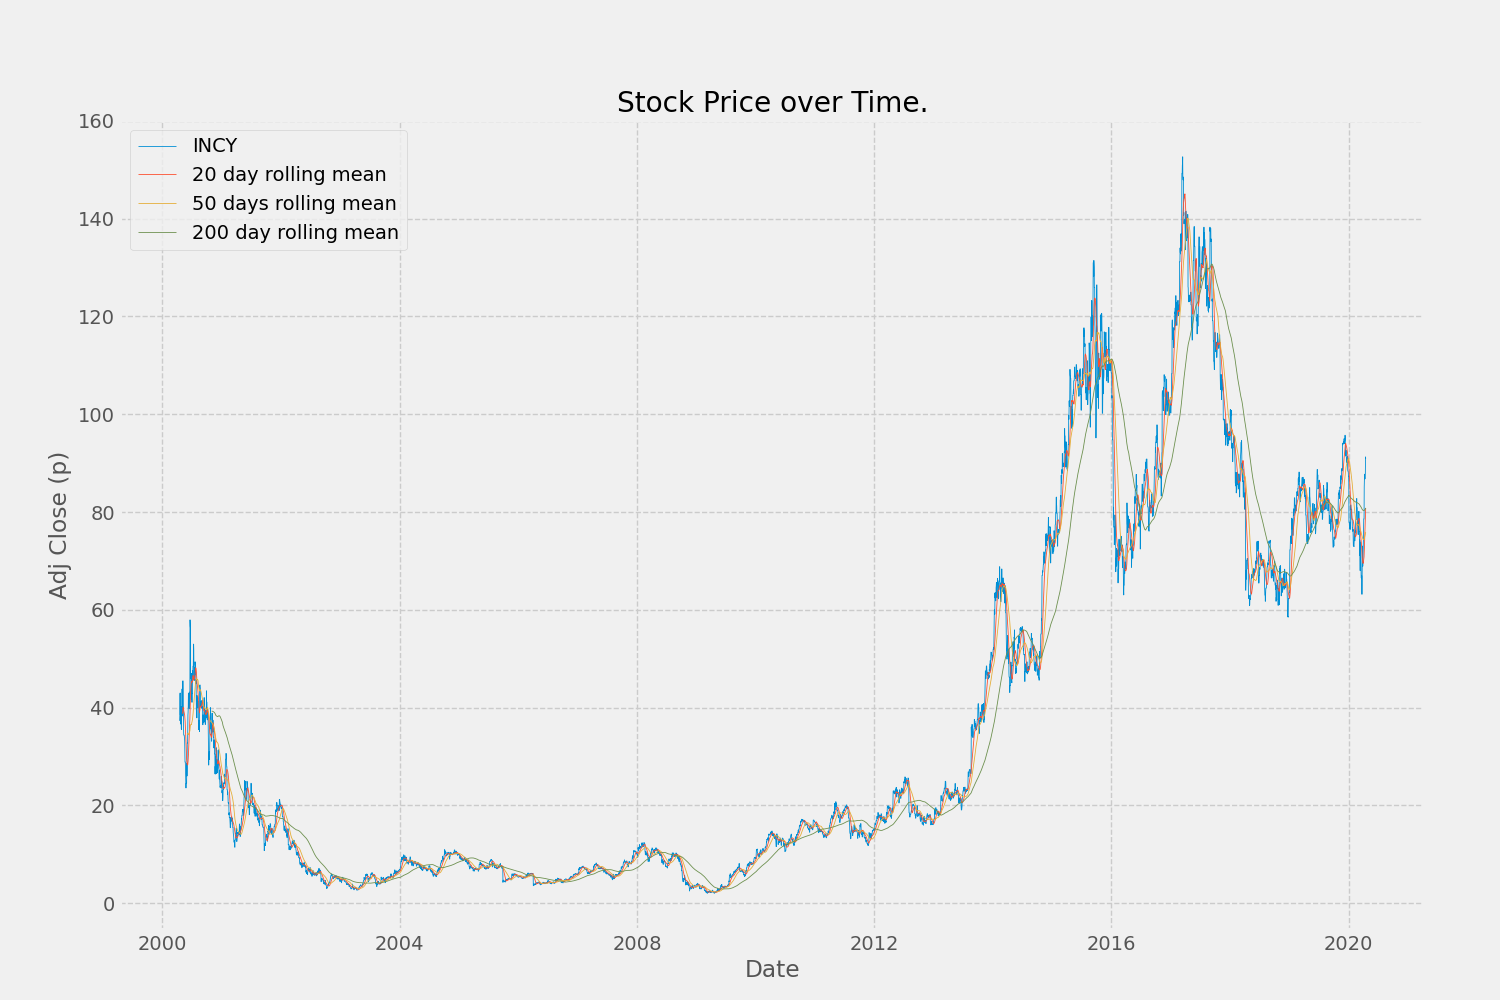 Stock Price over Time.
INCY
20 day rolling mean
50 days rolling mean
200 day rolling mean
160
140
120
100
80
60
40
20
0
Adj Close (p)
2000 2004 2008 2012 2016 2020
Date